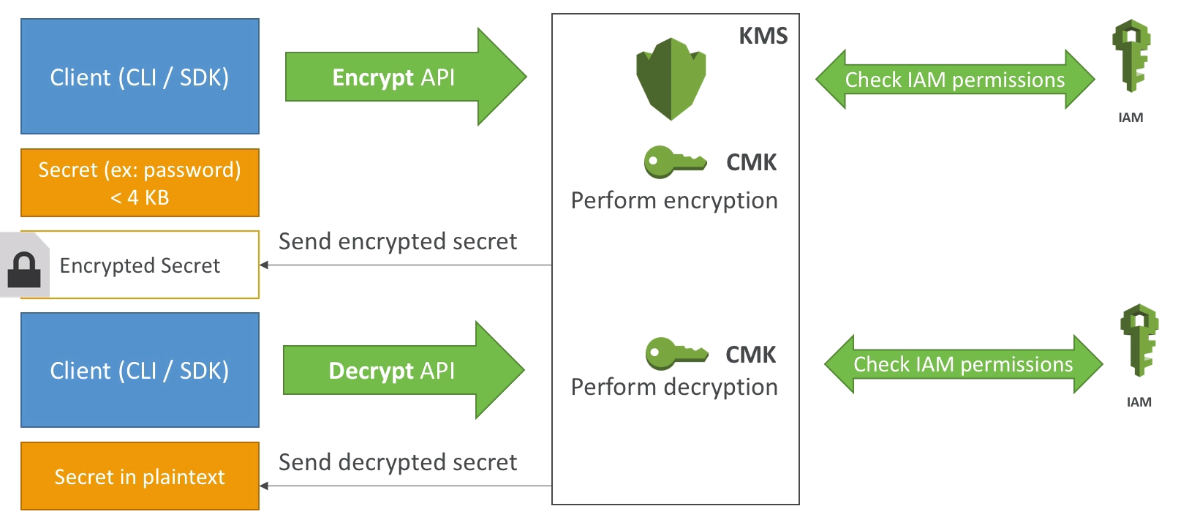 Client (CLI / SDK)
Encrypt API
KMS
Check IAM permissions
IAM
Secret (ex: password)
< 4 KB
CMK
Perform encryption
Send encrypted secret
Encrypted Secret
Client (CLI / SDK)
Decrypt API
CMK
Perform decryption
Check IAM permissions
IAM
Send decrypted secret
Secret in plaintext